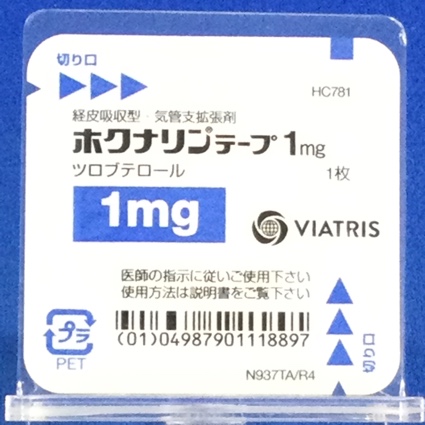 切り口
HC781
経皮吸収型・気管支拡張剤
ホクナリンテープ 1mg
ツロブテロール 1枚
1mg
VIATRIS
医師の指示に従いご使用下さい
使用方法は説明書をご覧下さい
プラ
PET
(01)04987901118897
切り口
N937TA/R4